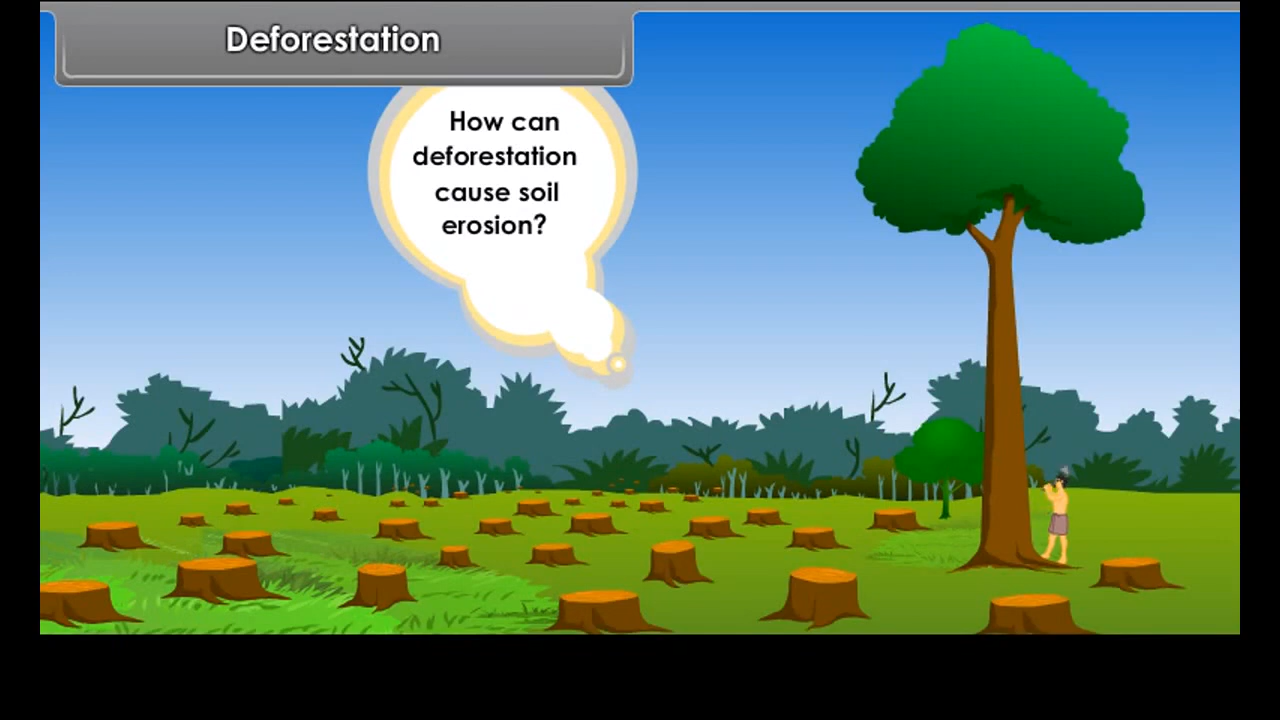 Deforestation
How can
deforestation
cause soil
erosion?